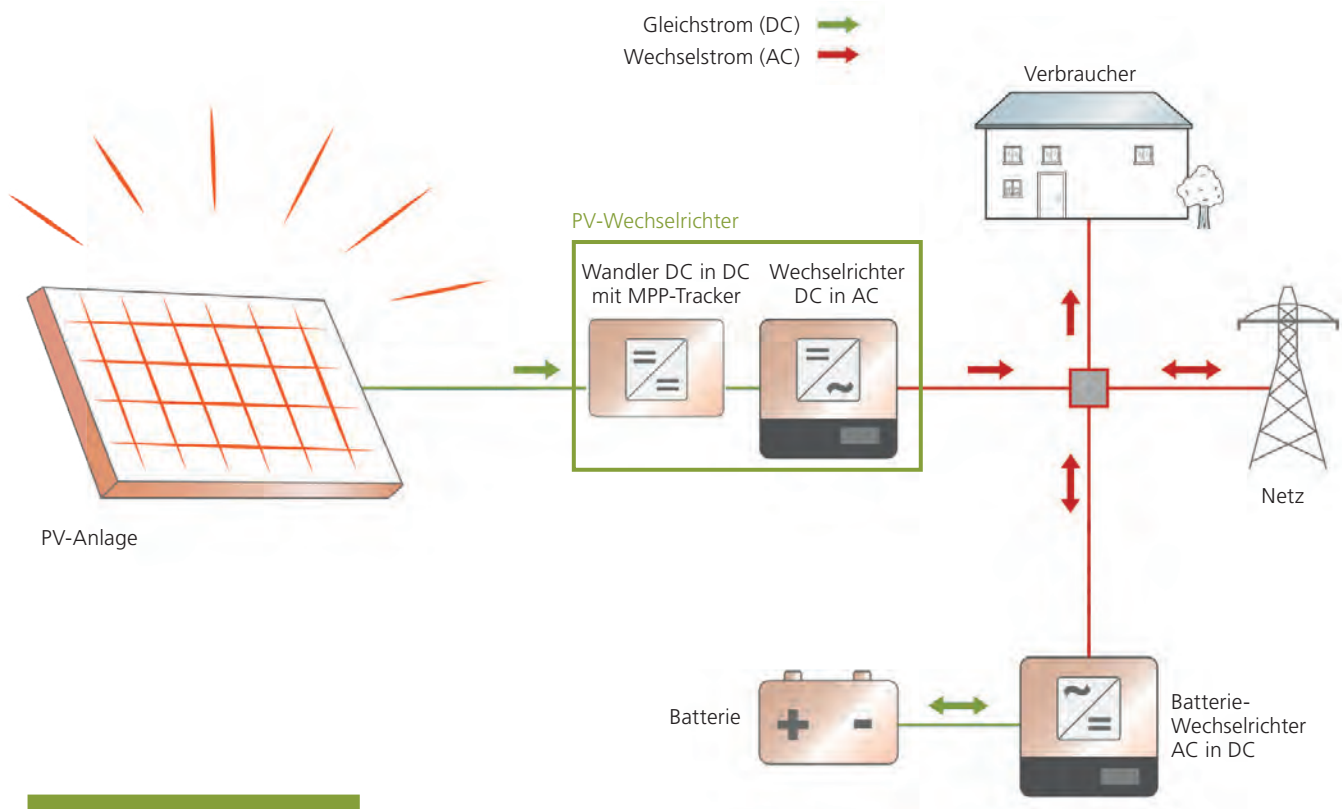 Gleichstrom (DC)
Wechselstrom (AC)
Verbraucher
PV-Wechselrichter
Wandler DC in DC
mit MPP-Tracker
Wechselrichter
DC in AC
Netz
PV-Anlage
Batterie
Batterie-
Wechselrichter
AC in DC